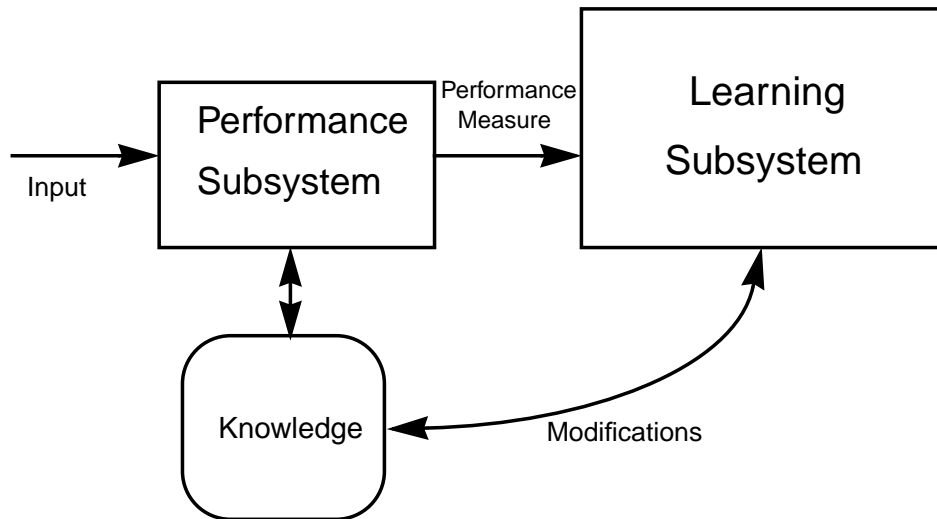 Input
Performance
Subsystem
Performance
Measure
Learning
Subsystem
Knowledge
Modifications